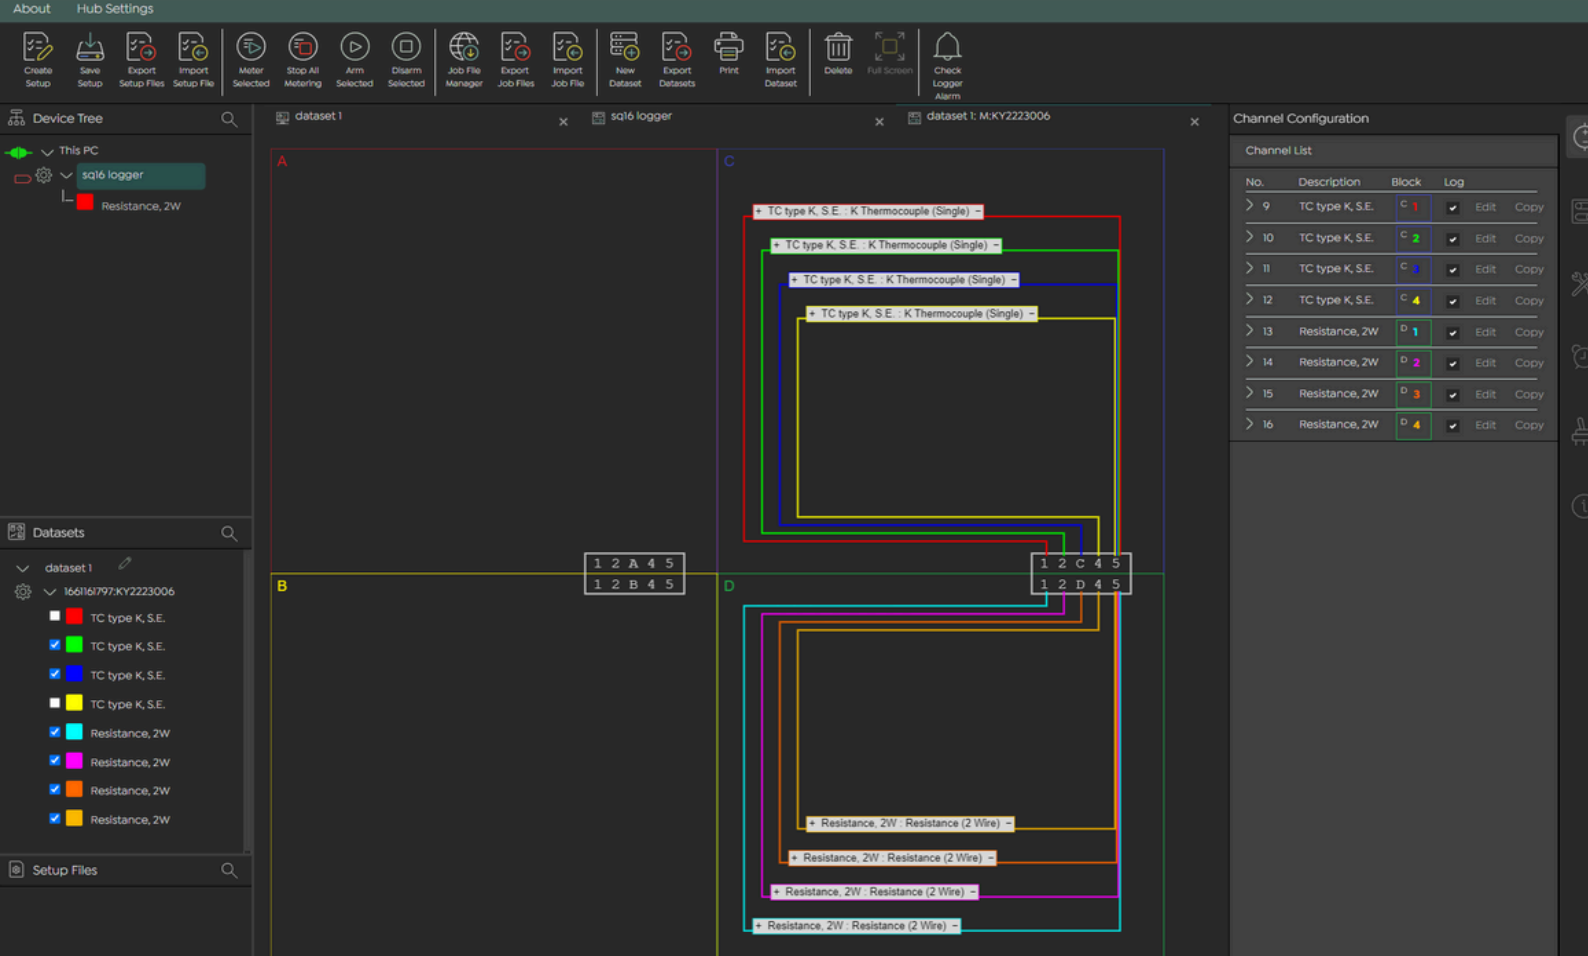 About Hub Settings
Create Setup
Save Setup
Export Setup Files
Import Setup File
Meter Selected
Stop All Metering
Arm Selected
Disarm Selected
Job File Manager
Export Job Files
Import Job File
New Dataset
Export Datasets
Print
Import Dataset
Delete
Full Screen
Check Logger Alarm
Device Tree
This PC
sq16 logger
Resistance, 2W
Datasets
dataset 1
1661161797:KY2223006
TC type K, S.E.
TC type K, S.E.
TC type K, S.E.
TC type K, S.E.
Resistance, 2W
Resistance, 2W
Resistance, 2W
Resistance, 2W
Setup Files
dataset 1
sq16 logger
dataset 1: M:KY2223006
A
C
+ TC type K, S.E. : K Thermocouple (Single) −
+ TC type K, S.E. : K Thermocouple (Single) −
+ TC type K, S.E. : K Thermocouple (Single) −
+ TC type K, S.E. : K Thermocouple (Single) −
1 2 A 4 5
1 2 B 4 5
1 2 C 4 5
1 2 D 4 5
B
D
+ Resistance, 2W : Resistance (2 Wire) −
+ Resistance, 2W : Resistance (2 Wire) −
+ Resistance, 2W : Resistance (2 Wire) −
+ Resistance, 2W : Resistance (2 Wire) −
Channel Configuration
Channel List
No. Description Block Log
9 TC type K, S.E. C 1 Edit Copy
10 TC type K, S.E. C 2 Edit Copy
11 TC type K, S.E. C 3 Edit Copy
12 TC type K, S.E. C 4 Edit Copy
13 Resistance, 2W D 1 Edit Copy
14 Resistance, 2W D 2 Edit Copy
15 Resistance, 2W D 3 Edit Copy
16 Resistance, 2W D 4 Edit Copy